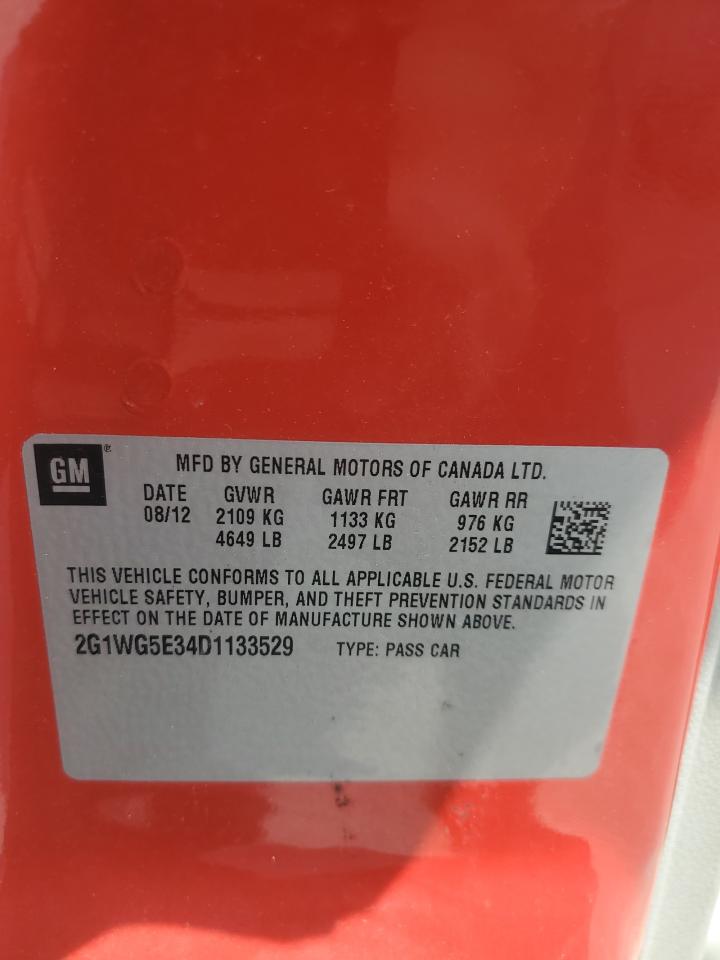 GM®
MFD BY GENERAL MOTORS OF CANADA LTD.
DATE GVWR GAWR FRT GAWR RR
08/12 2109 KG 1133 KG 976 KG
4649 LB 2497 LB 2152 LB
THIS VEHICLE CONFORMS TO ALL APPLICABLE U.S. FEDERAL MOTOR
VEHICLE SAFETY, BUMPER, AND THEFT PREVENTION STANDARDS IN
EFFECT ON THE DATE OF MANUFACTURE SHOWN ABOVE.
2G1WG5E34D1133529 TYPE: PASS CAR